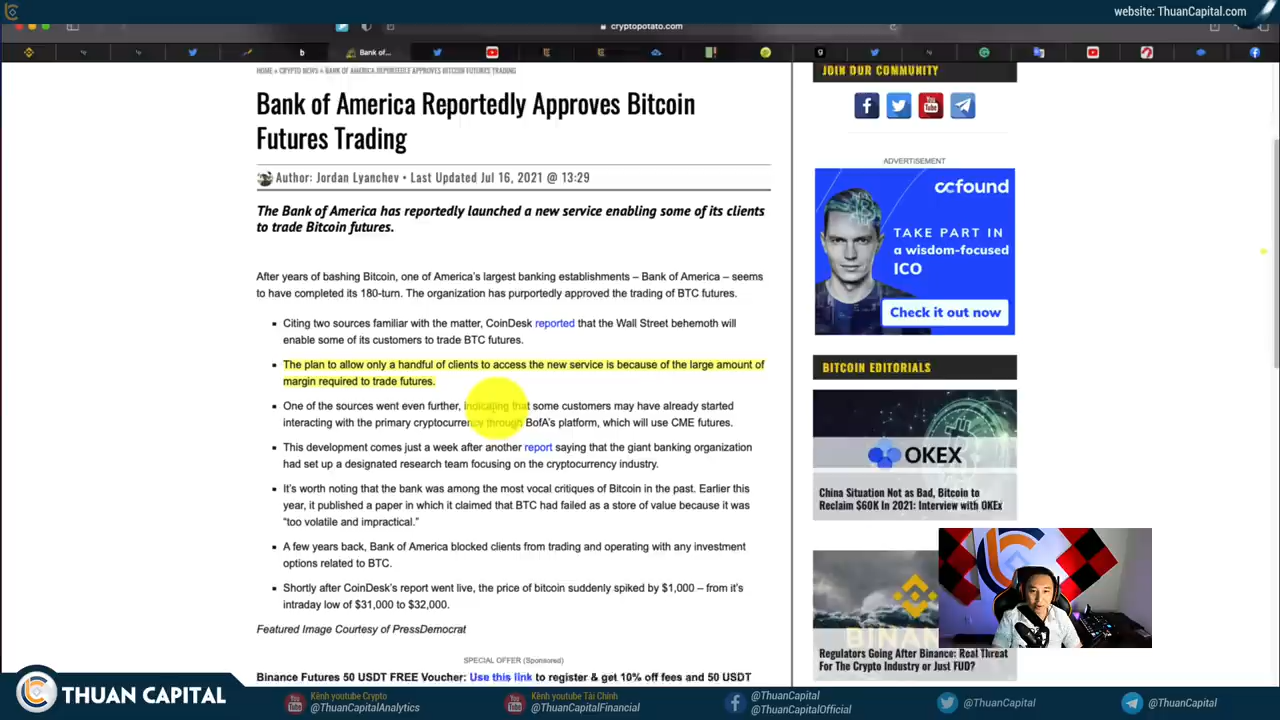 website: ThuanCapital.com
cryptopotato.com
Bank of...
HOME » CRYPTO NEWS » BANK OF AMERICA REPORTEDLY APPROVES BITCOIN FUTURES TRADING
Bank of America Reportedly Approves Bitcoin
Futures Trading
Author: Jordan Lyanchev • Last Updated Jul 16, 2021 @ 13:29
The Bank of America has reportedly launched a new service enabling some of its clients
to trade Bitcoin futures.
After years of bashing Bitcoin, one of America's largest banking establishments – Bank of America – seems
to have completed its 180-turn. The organization has purportedly approved the trading of BTC futures.
Citing two sources familiar with the matter, CoinDesk reported that the Wall Street behemoth will
enable some of its customers to trade BTC futures.
The plan to allow only a handful of clients to access the new service is because of the large amount of
margin required to trade futures.
One of the sources went even further, indicating that some customers may have already started
interacting with the primary cryptocurrency through BofA's platform, which will use CME futures.
This development comes just a week after another report saying that the giant banking organization
had set up a designated research team focusing on the cryptocurrency industry.
It's worth noting that the bank was among the most vocal critiques of Bitcoin in the past. Earlier this
year, it published a paper in which it claimed that BTC had failed as a store of value because it was
“too volatile and impractical.”
A few years back, Bank of America blocked clients from trading and operating with any investment
options related to BTC.
Shortly after CoinDesk's report went live, the price of bitcoin suddenly spiked by $1,000 – from it's
intraday low of $31,000 to $32,000.
Featured Image Courtesy of PressDemocrat
SPECIAL OFFER (Sponsored)
Binance Futures 50 USDT FREE Voucher: Use this link to register & get 10% off fees and 50 USDT
JOIN OUR COMMUNITY
ADVERTISEMENT
ccfound
TAKE PART IN
a wisdom-focused
ICO
Check it out now
BITCOIN EDITORIALS
OKEX
China Situation Not as Bad, Bitcoin to
Reclaim $60K In 2021: Interview with OKEx
BINAN
Regulators Going After Binance: Real Threat
For The Crypto Industry or Just FUD?
THUAN CAPITAL
Kênh youtube Crypto
@ThuanCapitalAnalytics
Kênh youtube Tài Chính
@ThuanCapitalFinancial
@ThuanCapital
@ThuanCapitalOfficial
@ThuanCapital
@ThuanCapital